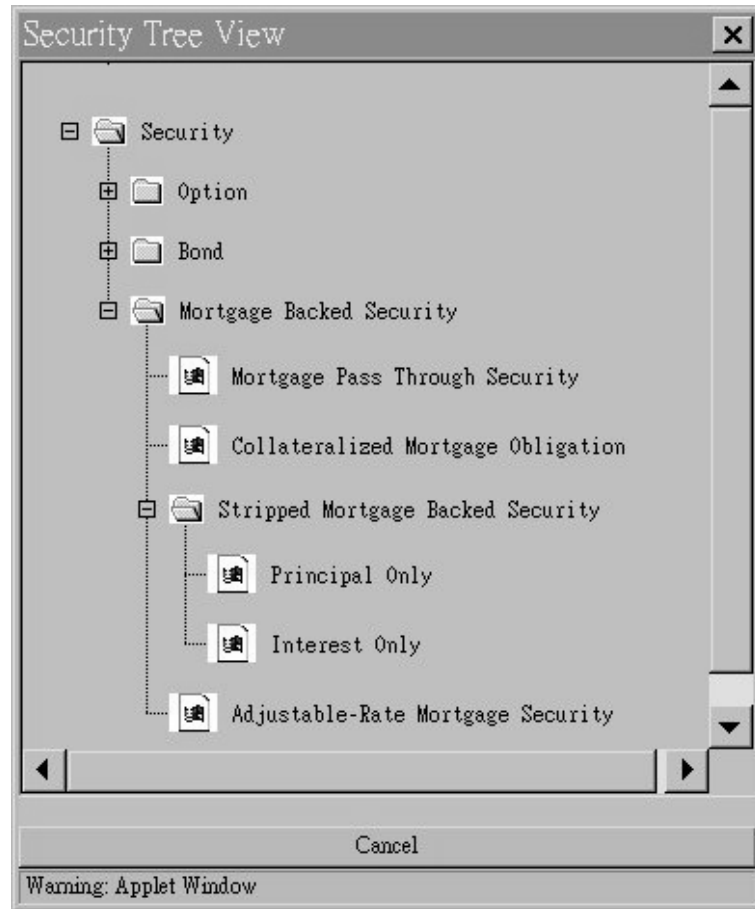 Security Tree View
Security
Option
Bond
Mortgage Backed Security
Mortgage Pass Through Security
Collateralized Mortgage Obligation
Stripped Mortgage Backed Security
Principal Only
Interest Only
Adjustable-Rate Mortgage Security
Cancel
Warning: Applet Window